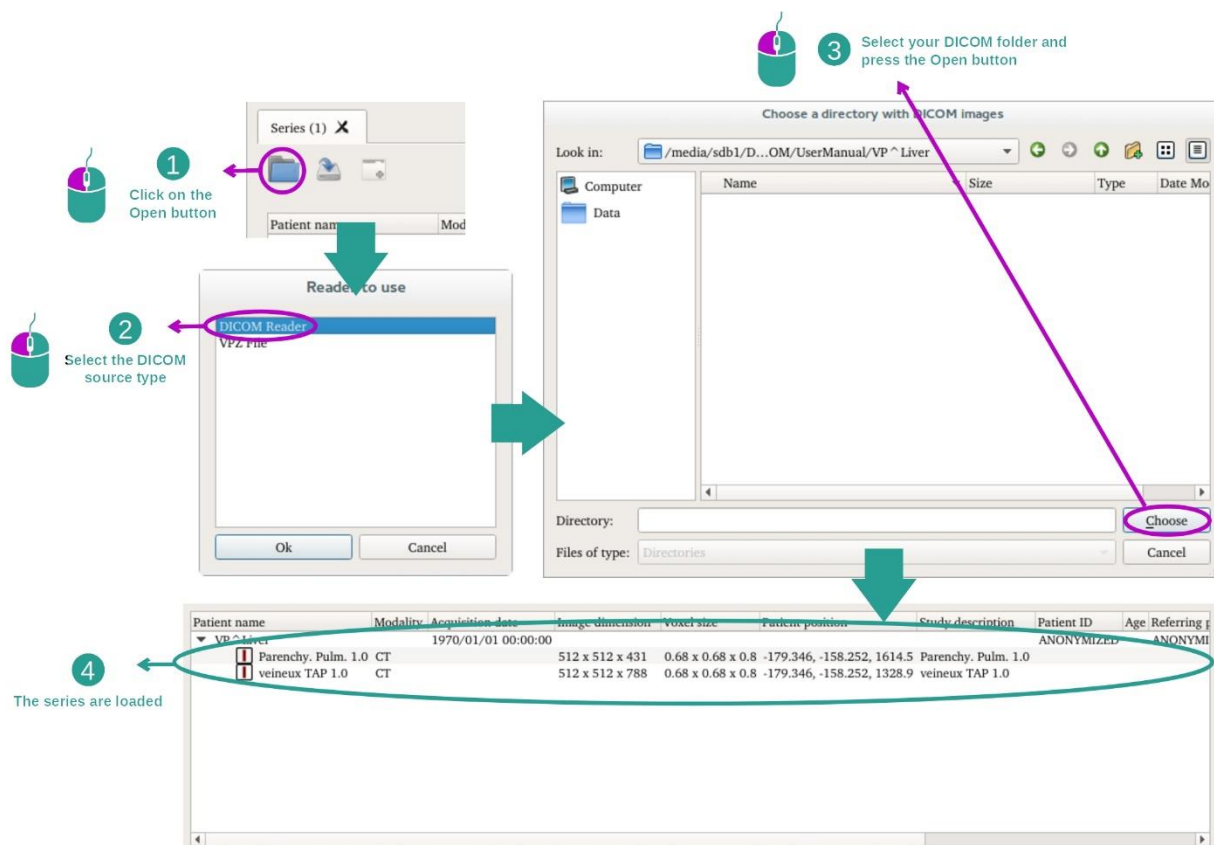 3
Select your DICOM folder and
press the Open button
Series (1)
1
Click on the
Open button
Patient name
Mod
Reader to use
2
Select the DICOM
source type
DICOM Reader
VPZ File
Ok
Cancel
Choose a directory with DICOM images
Look in:
/media/sdb1/D...OM/UserManual/VP^Liver
Computer
Data
Name
Size
Type
Date Mo
Directory:
Choose
Files of type:
Directories
Cancel
Patient name Modality Acquisition date Image dimension Voxel size Patient position Study description Patient ID Age Referring p
VP^Liver 1970/01/01 00:00:00 ANONYMIZED ANONYMI
Parenchy. Pulm. 1.0 CT 512 x 512 x 431 0.68 x 0.68 x 0.8 -179.346, -158.252, 1614.5 Parenchy. Pulm. 1.0
veineux TAP 1.0 CT 512 x 512 x 788 0.68 x 0.68 x 0.8 -179.346, -158.252, 1328.9 veineux TAP 1.0
4
The series are loaded